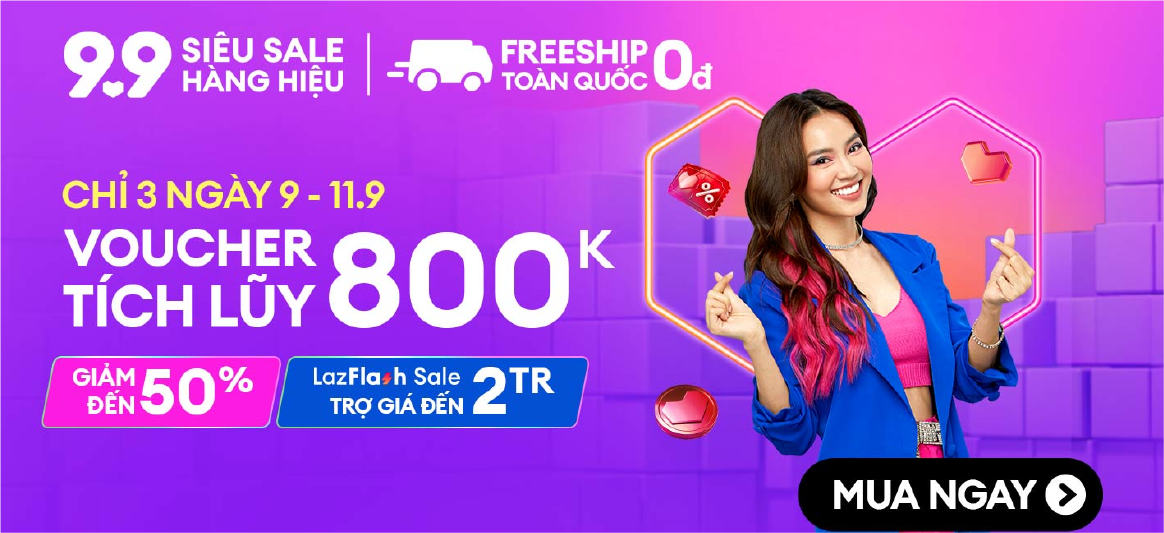 9.9 SIÊU SALE
HÀNG HIỆU
FREESHIP
TOÀN QUỐC 0đ
%
CHỈ 3 NGÀY 9 - 11.9
VOUCHER
TÍCH LŨY 800K
GIẢM
ĐẾN 50%
LazFlash Sale
TRỢ GIÁ ĐẾN 2TR
MUA NGAY